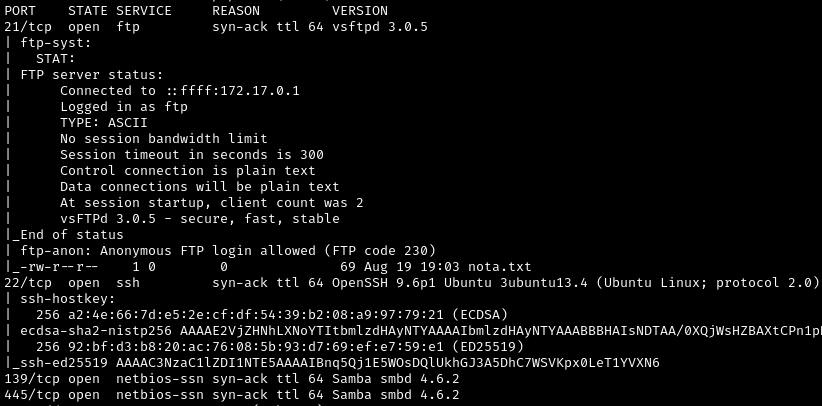 PORT    STATE SERVICE     REASON         VERSION
21/tcp  open  ftp         syn-ack ttl 64 vsftpd 3.0.5
| ftp-syst:
|   STAT:
| FTP server status:
|      Connected to ::ffff:172.17.0.1
|      Logged in as ftp
|      TYPE: ASCII
|      No session bandwidth limit
|      Session timeout in seconds is 300
|      Control connection is plain text
|      Data connections will be plain text
|      At session startup, client count was 2
|      vsFTPd 3.0.5 - secure, fast, stable
|_End of status
| ftp-anon: Anonymous FTP login allowed (FTP code 230)
|_-rw-r--r--    1 0        0              69 Aug 19 19:03 nota.txt
22/tcp  open  ssh         syn-ack ttl 64 OpenSSH 9.6p1 Ubuntu 3ubuntu13.4 (Ubuntu Linux; protocol 2.0)
| ssh-hostkey:
|   256 a2:4e:66:7d:e5:2e:cf:df:54:39:b2:08:a9:97:79:21 (ECDSA)
| ecdsa-sha2-nistp256 AAAAE2VjZHNhLXNoYTItbmlzdHAyNTYAAAAIbmlzdHAyNTYAAABBBHAIsNDTAA/0XQjWsHZBAXtCPn1p
|   256 92:bf:d3:b8:20:ac:76:08:5b:93:d7:69:ef:e7:59:e1 (ED25519)
|_ssh-ed25519 AAAAC3NzaC1lZDI1NTE5AAAAIBnq5Qj1E5WOsDQlUkhGJ3A5DhC7WSVKpx0LeT1YVXN6
139/tcp open  netbios-ssn syn-ack ttl 64 Samba smbd 4.6.2
445/tcp open  netbios-ssn syn-ack ttl 64 Samba smbd 4.6.2